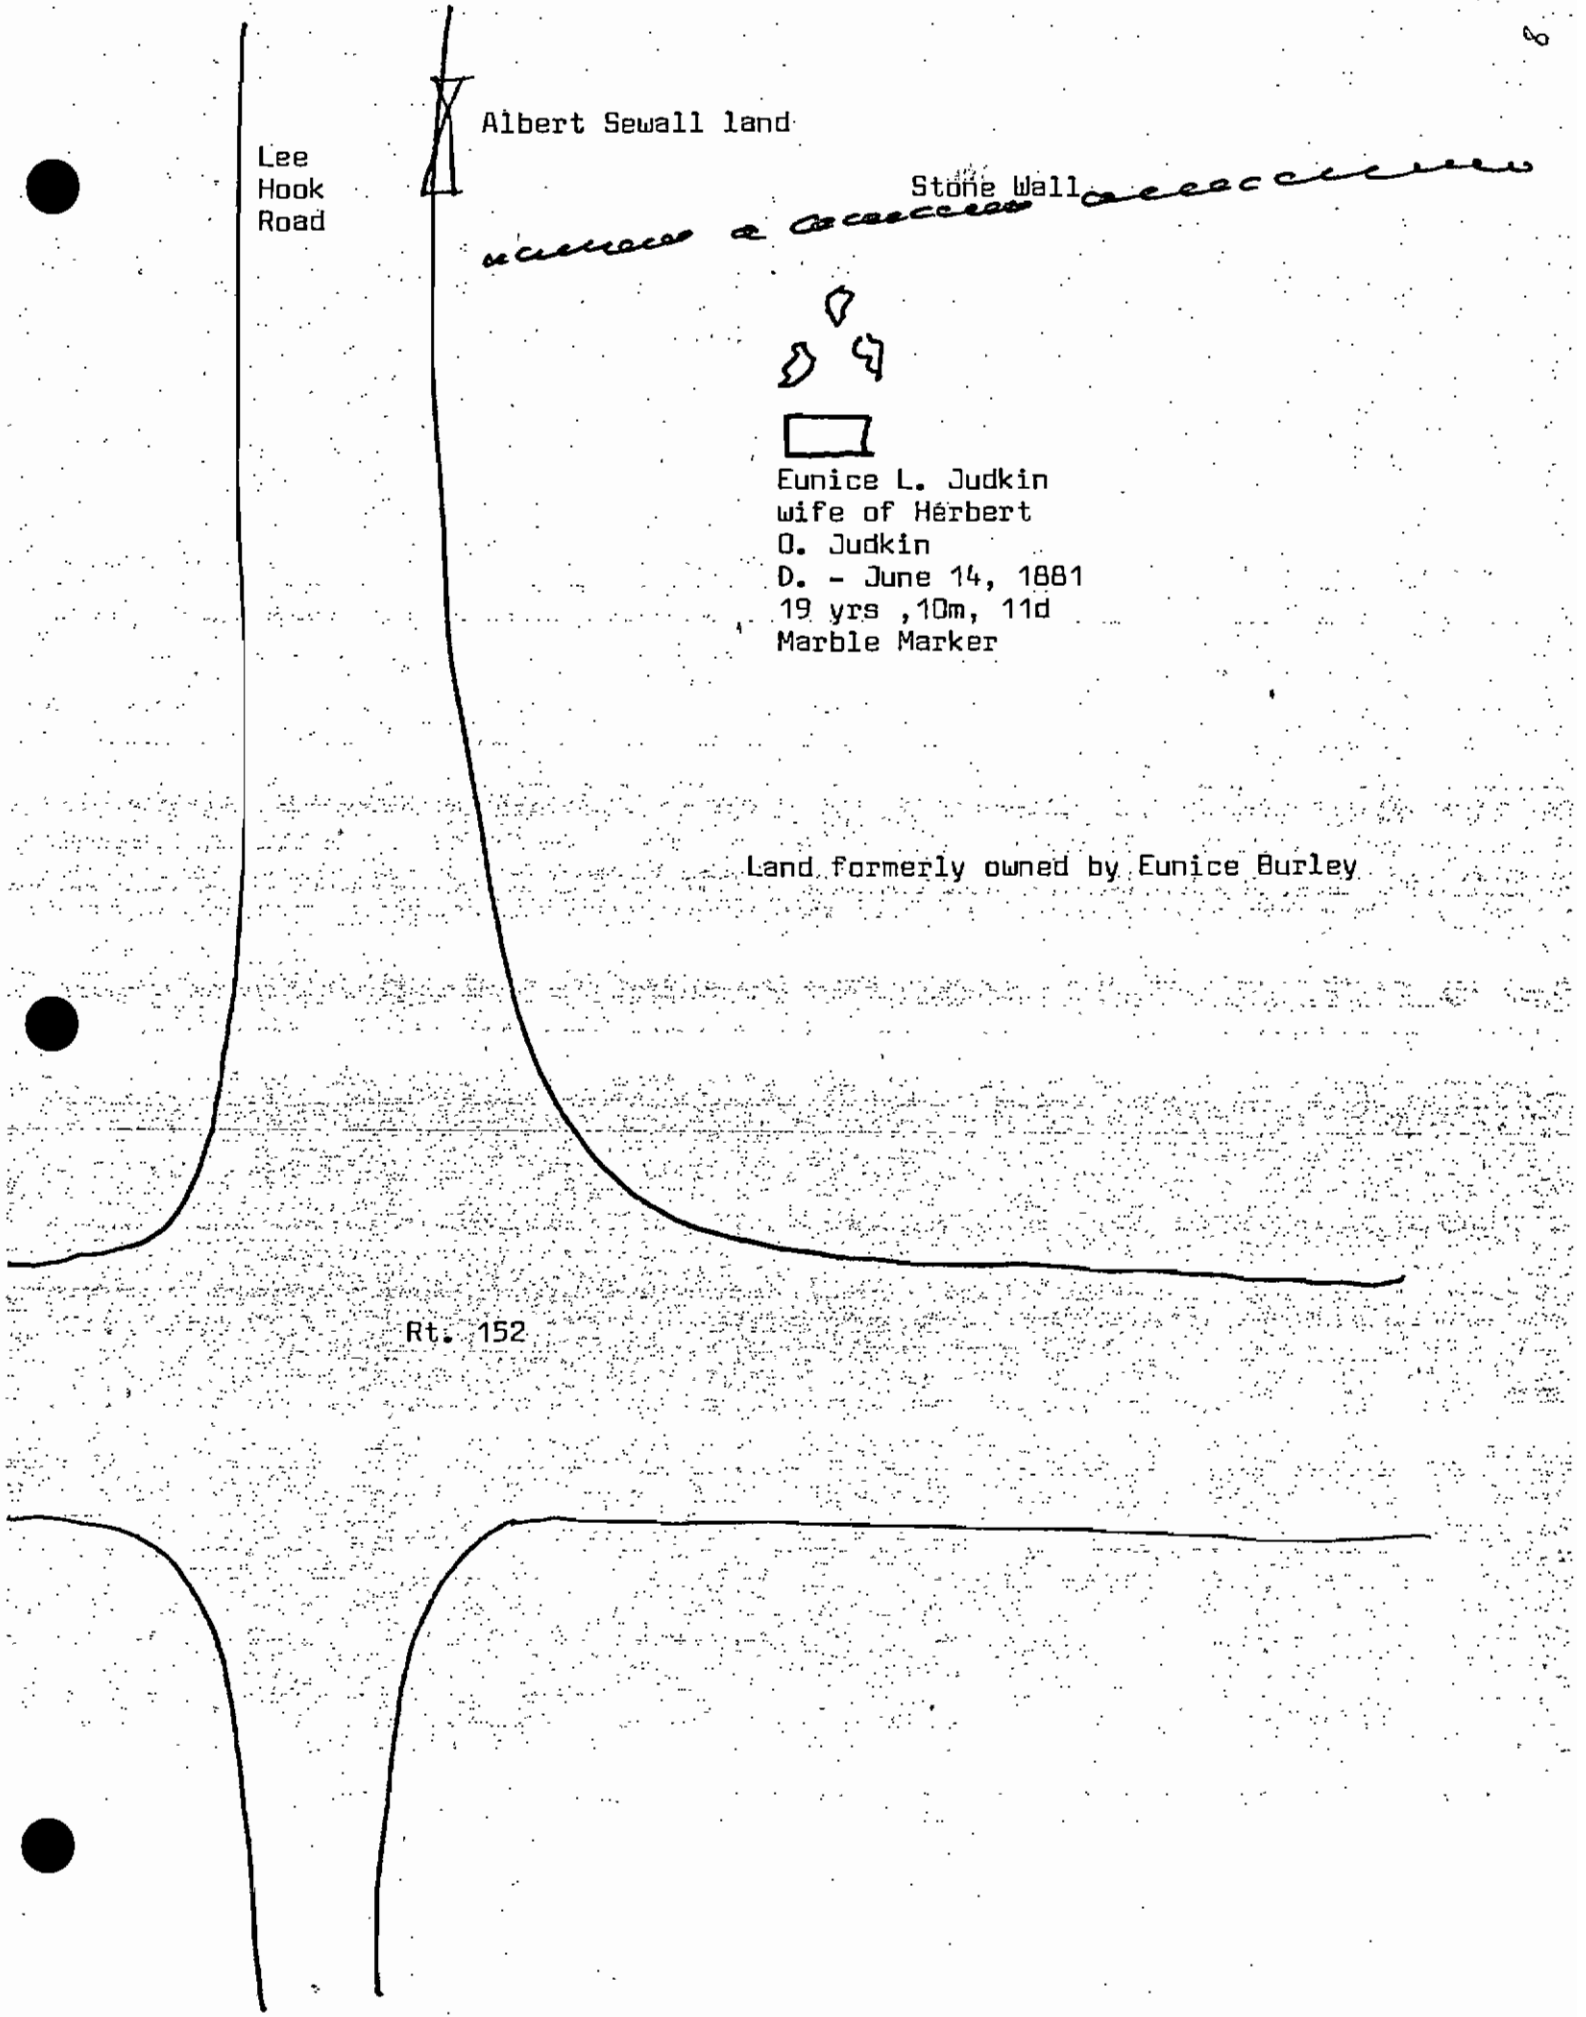 8
Albert Sewall land
Lee
Hook
Road
Stone Wall
Eunice L. Judkin
wife of Herbert
O. Judkin
D. - June 14, 1881
19 yrs ,10m, 11d
Marble Marker
Land formerly owned by Eunice Burley
Rt. 152